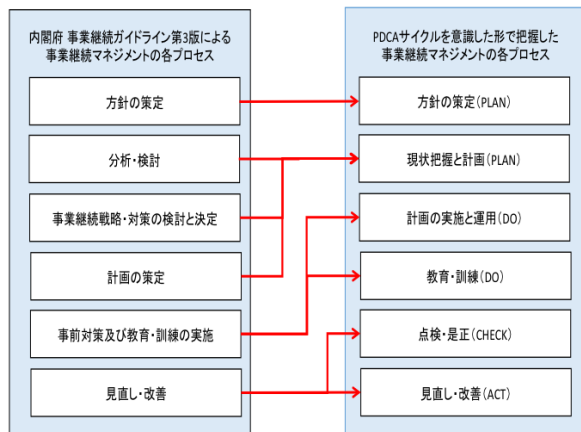 内閣府 事業継続ガイドライン第3版による
事業継続マネジメントの各プロセス
方針の策定
分析・検討
事業継続戦略・対策の検討と決定
計画の策定
事前対策及び教育・訓練の実施
見直し・改善
PDCAサイクルを意識した形で把握した
事業継続マネジメントの各プロセス
方針の策定(PLAN)
現状把握と計画(PLAN)
計画の実施と運用(DO)
教育・訓練(DO)
点検・是正(CHECK)
見直し・改善(ACT)